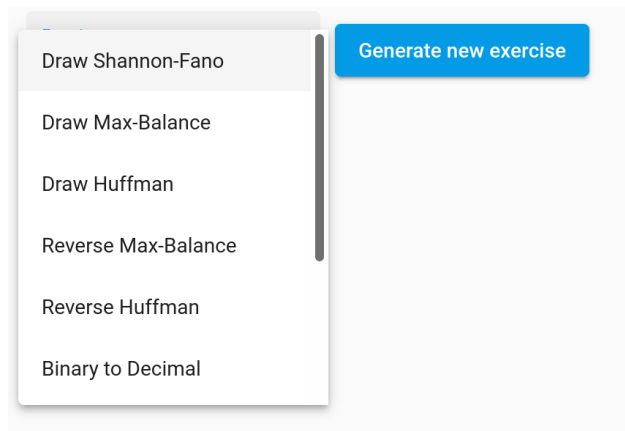 Draw Shannon-Fano
Generate new exercise
Draw Max-Balance
Draw Huffman
Reverse Max-Balance
Reverse Huffman
Binary to Decimal